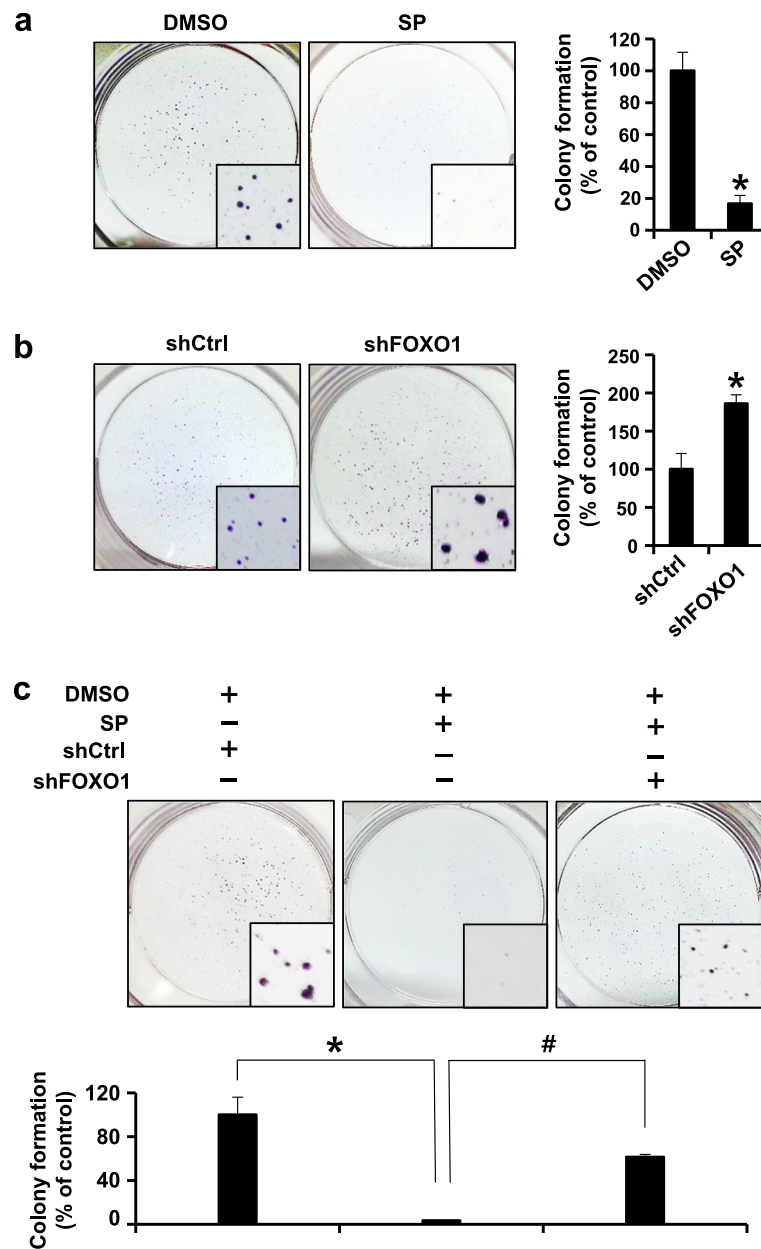 a
DMSO
SP
Colony formation
(% of control)
120
100
80
60
40
20
0
*
DMSO
SP
b
shCtrl
shFOXO1
Colony formation
(% of control)
250
200
150
100
50
0
*
shCtrl
shFOXO1
c
DMSO + + +
SP − + +
shCtrl + − −
shFOXO1 − − +
* #
Colony formation
(% of control)
120
80
40
0